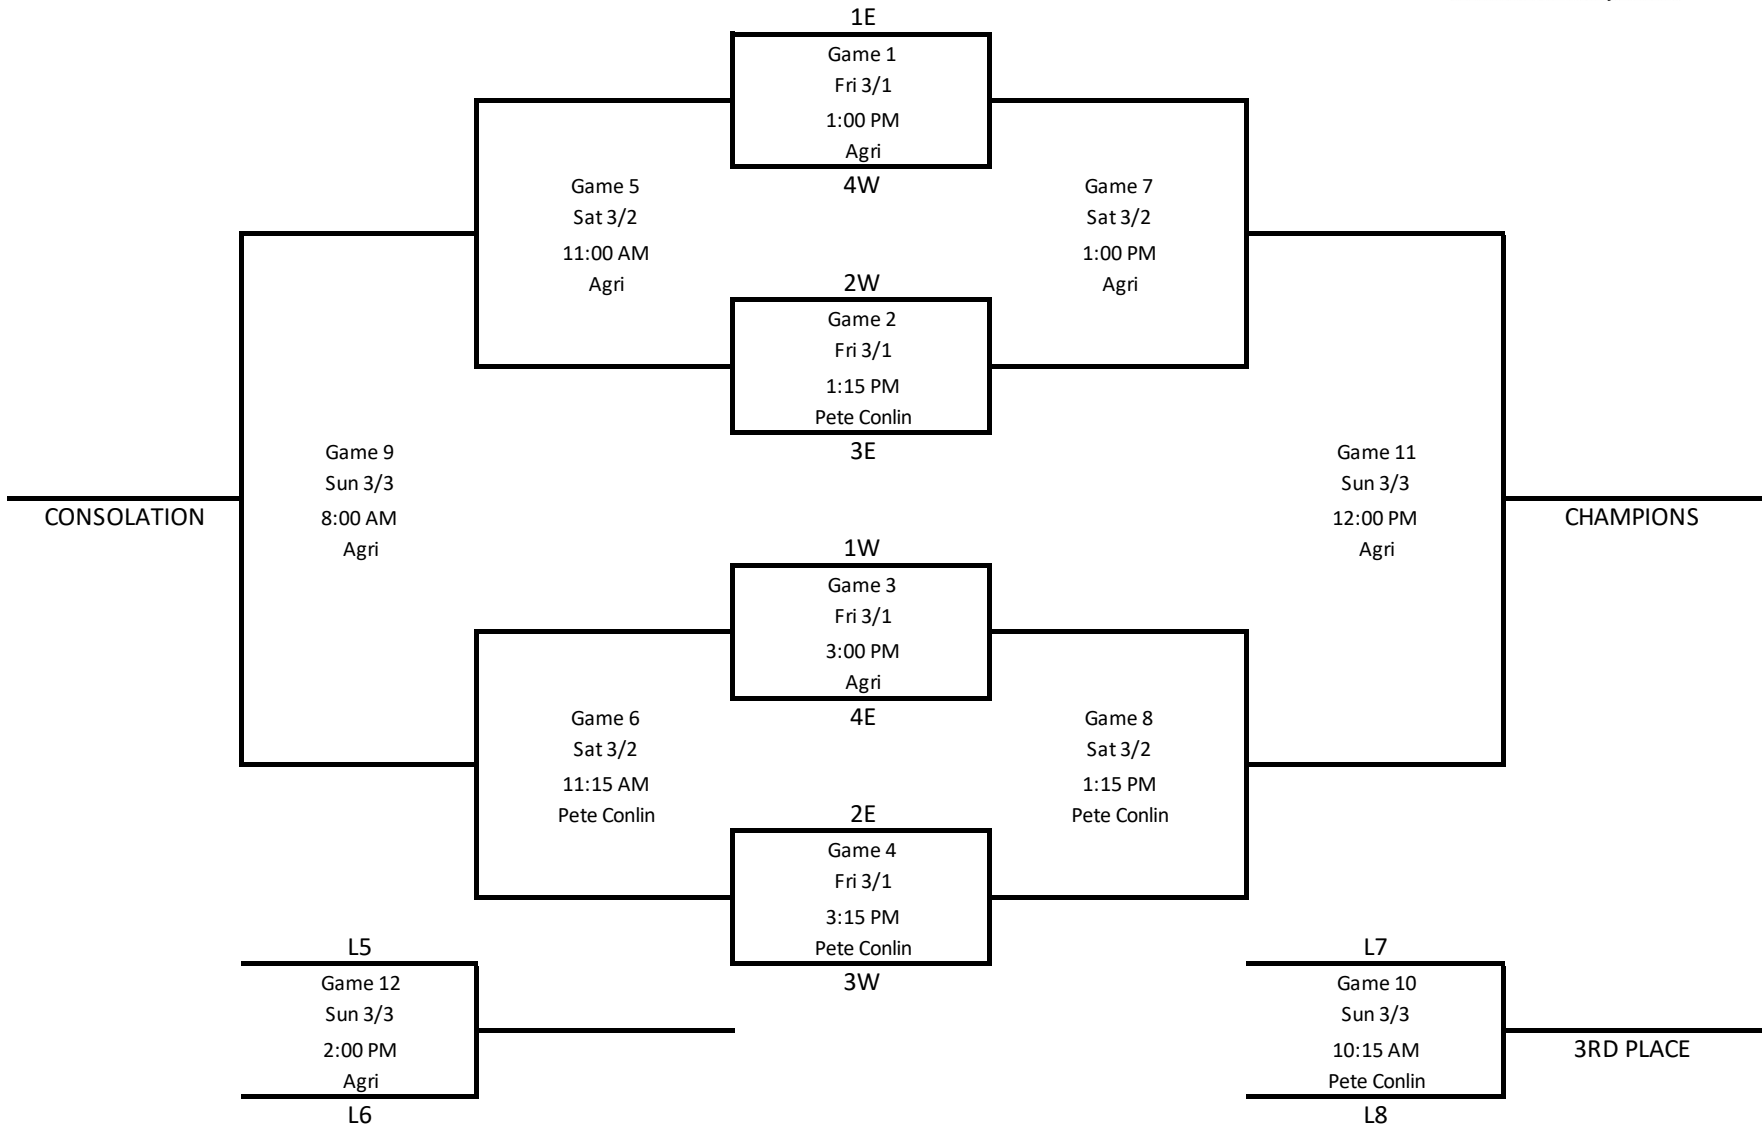 1E
Game 1
Fri 3/1
1:00 PM
Agri
4W
Game 5
Sat 3/2
11:00 AM
Agri
Game 7
Sat 3/2
1:00 PM
Agri
2W
Game 2
Fri 3/1
1:15 PM
Pete Conlin
3E
Game 9
Sun 3/3
8:00 AM
Agri
CONSOLATION
Game 11
Sun 3/3
12:00 PM
Agri
CHAMPIONS
1W
Game 3
Fri 3/1
3:00 PM
Agri
4E
Game 6
Sat 3/2
11:15 AM
Pete Conlin
Game 8
Sat 3/2
1:15 PM
Pete Conlin
2E
Game 4
Fri 3/1
3:15 PM
Pete Conlin
3W
L5
Game 12
Sun 3/3
2:00 PM
Agri
L6
L7
Game 10
Sun 3/3
10:15 AM
Pete Conlin
L8
3RD PLACE